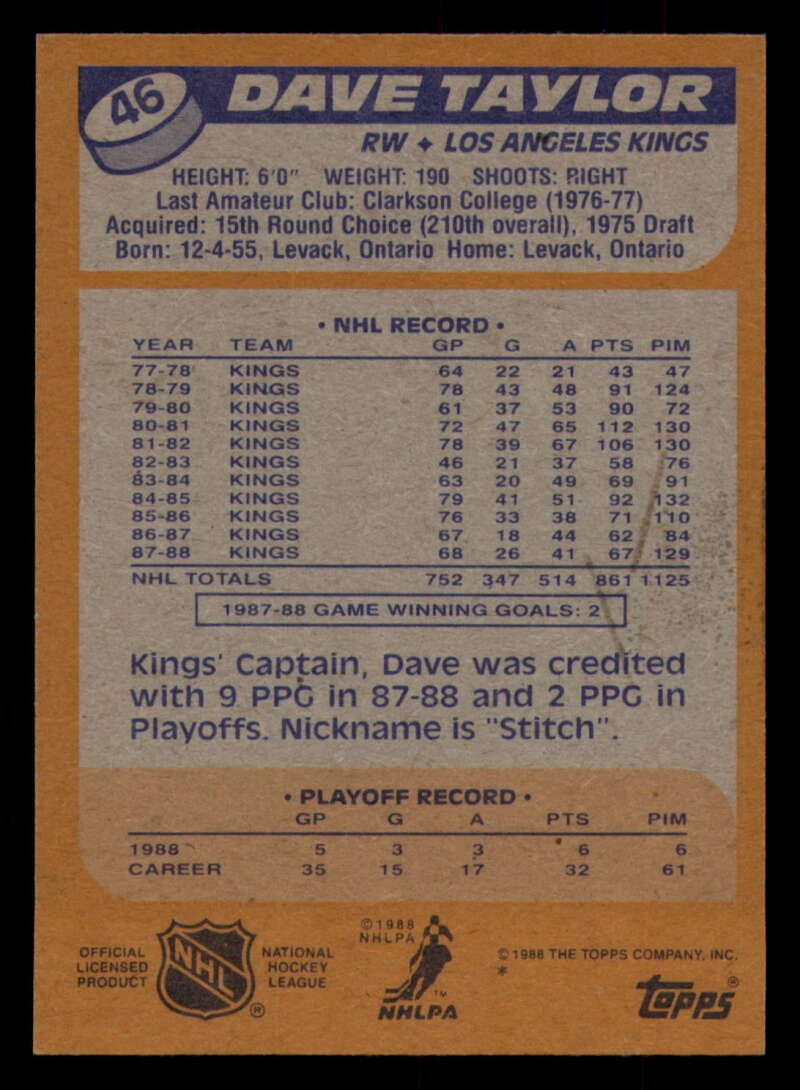 46
DAVE TAYLOR
RW ✦ LOS ANGELES KINGS
HEIGHT: 6'0" WEIGHT: 190 SHOOTS: RIGHT
Last Amateur Club: Clarkson College (1976-77)
Acquired: 15th Round Choice (210th overall), 1975 Draft
Born: 12-4-55, Levack, Ontario Home: Levack, Ontario
• NHL RECORD •
YEAR TEAM GP G A PTS PIM
77-78 KINGS 64 22 21 43 47
78-79 KINGS 78 43 48 91 124
79-80 KINGS 61 37 53 90 72
80-81 KINGS 72 47 65 112 130
81-82 KINGS 78 39 67 106 130
82-83 KINGS 46 21 37 58 76
83-84 KINGS 63 20 49 69 91
84-85 KINGS 79 41 51 92 132
85-86 KINGS 76 33 38 71 110
86-87 KINGS 67 18 44 62 84
87-88 KINGS 68 26 41 67 129
NHL TOTALS 752 347 514 861 1125
1987-88 GAME WINNING GOALS: 2
Kings' Captain, Dave was credited
with 9 PPG in 87-88 and 2 PPG in
Playoffs. Nickname is "Stitch".
• PLAYOFF RECORD •
GP G A PTS PIM
1988 5 3 3 6 6
CAREER 35 15 17 32 61
OFFICIAL
LICENSED
PRODUCT
NHL
®
NATIONAL
HOCKEY
LEAGUE
©1988
NHLPA
™
NHLPA
©1988 THE TOPPS COMPANY, INC.
*
topps®